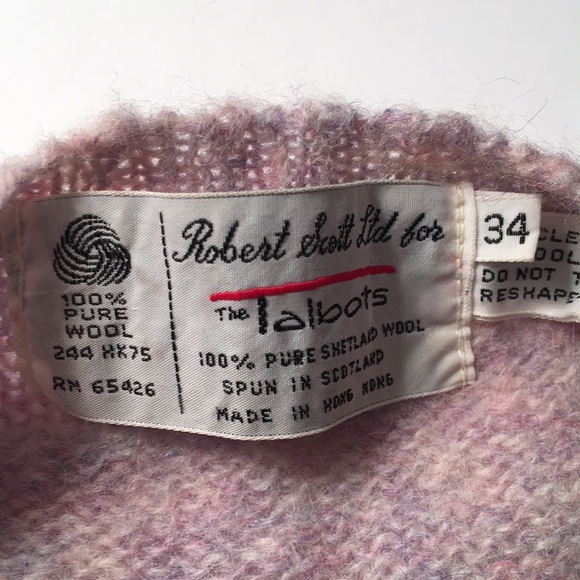 100%
PURE
WOOL
244 HK75
RN 65426
Robert Scott Ltd for
The Talbots
100% PURE SHETLAND WOOL
SPUN IN SCOTLAND
MADE IN HONG KONG
34
DO NOT
RESHAPE